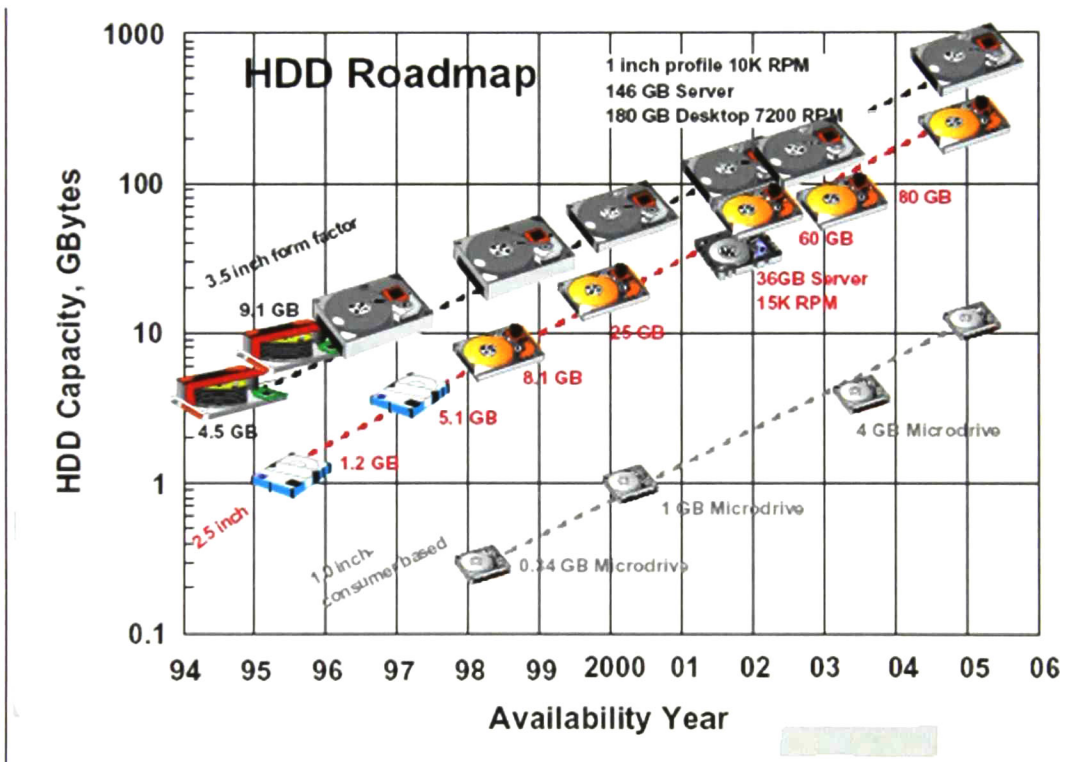 HDD Roadmap
1 inch profile 10K RPM
146 GB Server
180 GB Desktop 7200 RPM
HDD Capacity, GBytes
1000
100
10
1
0.1
3.5 inch form factor
9.1 GB
4.5 GB
80 GB
60 GB
36GB Server
15K RPM
25 GB
8.1 GB
5.1 GB
1.2 GB
2.5 inch
4 GB Microdrive
1 GB Microdrive
0.34 GB Microdrive
1.0 inch-
consumer based
94 95 96 97 98 99 2000 01 02 03 04 05 06
Availability Year